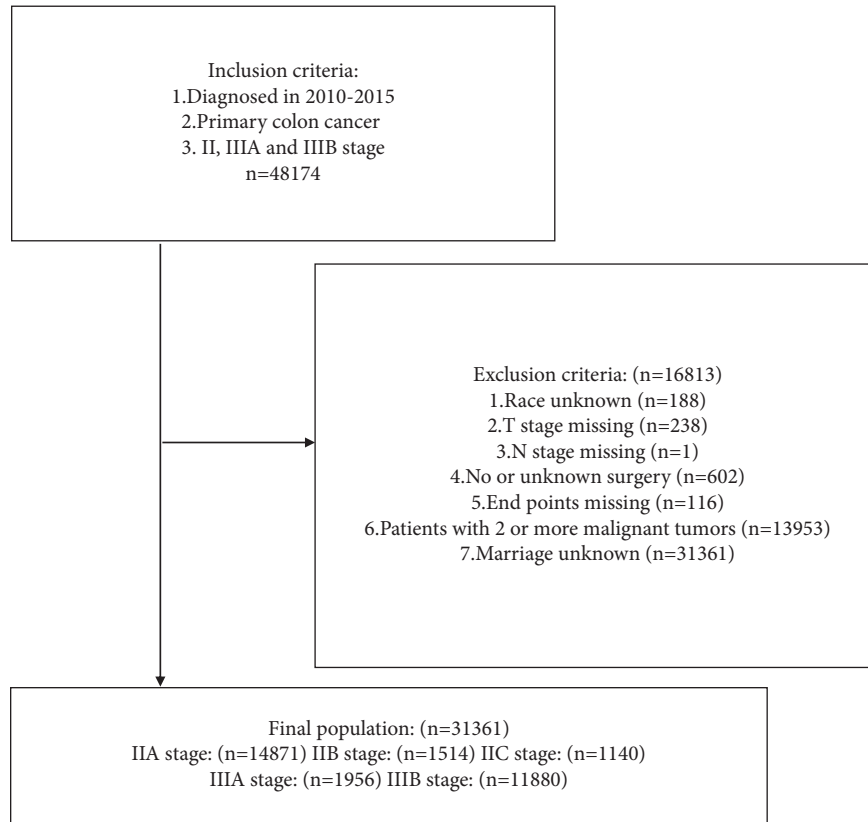 Inclusion criteria:
1.Diagnosed in 2010-2015
2.Primary colon cancer
3. II, IIIA and IIIB stage
n=48174
Exclusion criteria: (n=16813)
1.Race unknown (n=188)
2.T stage missing (n=238)
3.N stage missing (n=1)
4.No or unknown surgery (n=602)
5.End points missing (n=116)
6.Patients with 2 or more malignant tumors (n=13953)
7.Marriage unknown (n=31361)
Final population: (n=31361)
IIA stage: (n=14871) IIB stage: (n=1514) IIC stage: (n=1140)
IIIA stage: (n=1956) IIIB stage: (n=11880)